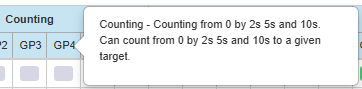 Counting
P2 GP3 GP4
Counting - Counting from 0 by 2s 5s and 10s.
Can count from 0 by 2s 5s and 10s to a given
target.